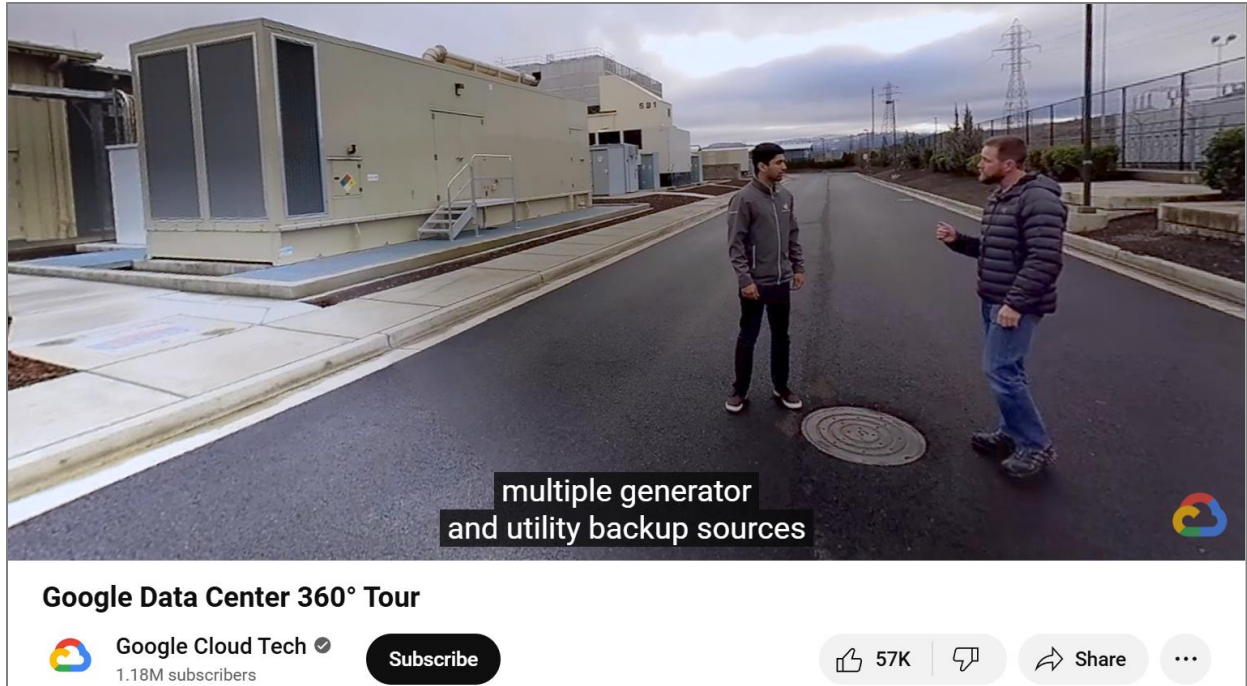 SB1
multiple generator
and utility backup sources
Google Data Center 360° Tour
Google Cloud Tech
1.18M subscribers
Subscribe
57K
Share